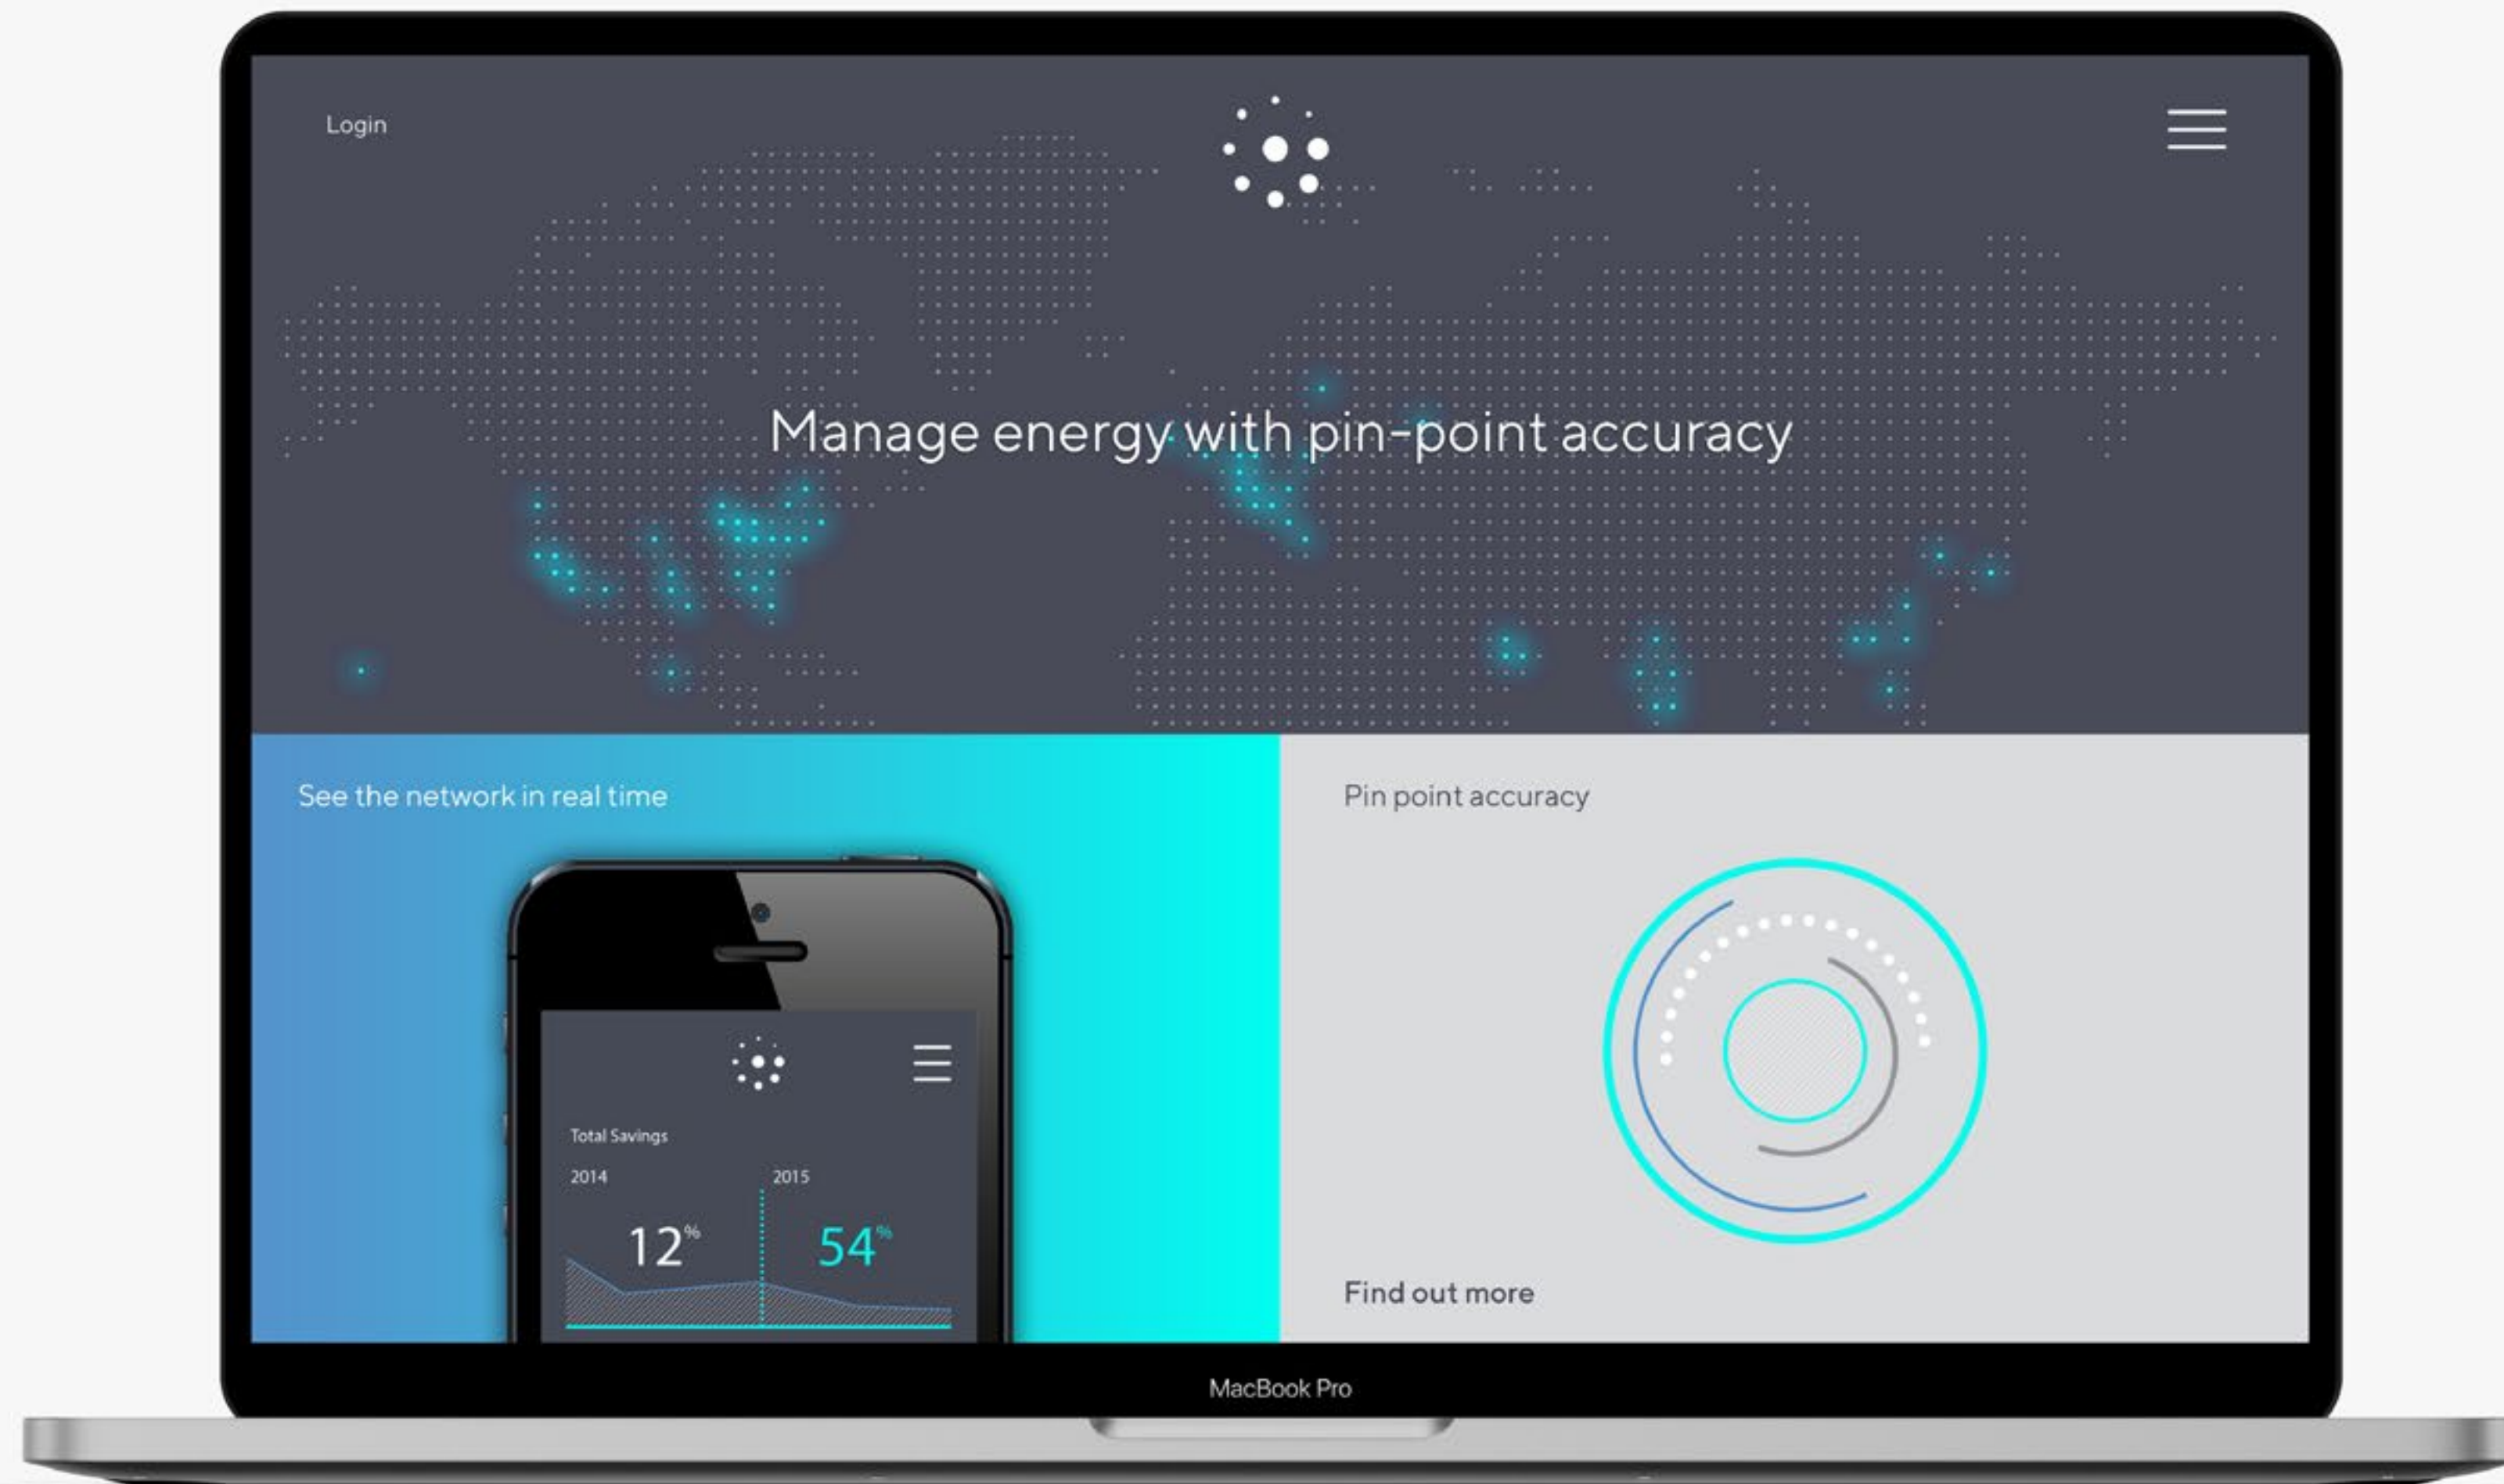 Login
Manage energy with pin-point accuracy
See the network in real time
Pin point accuracy
Total Savings
2014 2015
12% 54%
Find out more
MacBook Pro